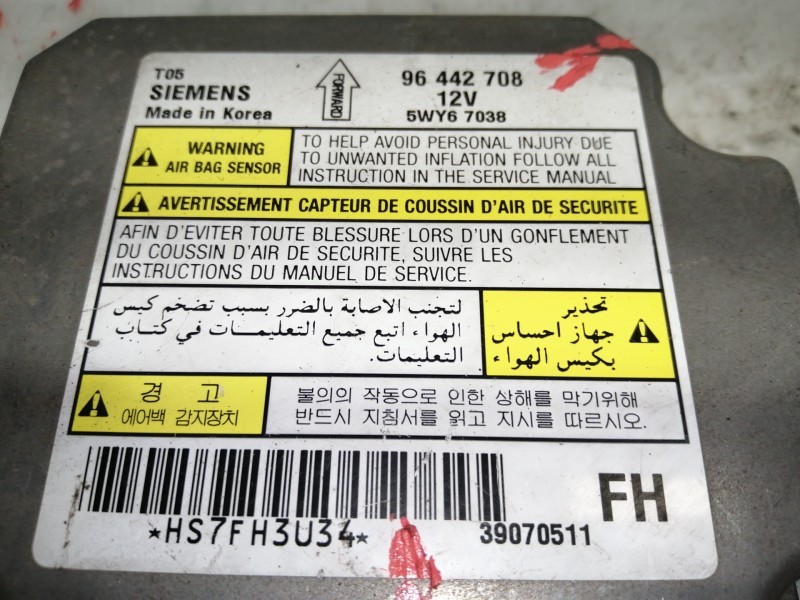 T05
SIEMENS
Made in Korea
FORWARD
96 442 708
12V
5WY6 7038
WARNING
AIR BAG SENSOR
TO HELP AVOID PERSONAL INJURY DUE
TO UNWANTED INFLATION FOLLOW ALL
INSTRUCTION IN THE SERVICE MANUAL
AVERTISSEMENT CAPTEUR DE COUSSIN D'AIR DE SECURITE
AFIN D'EVITER TOUTE BLESSURE LORS D'UN GONFLEMENT
DU COUSSIN D'AIR DE SECURITE, SUIVRE LES
INSTRUCTIONS DU MANUEL DE SERVICE.
تحذير
جهاز احساس
بكيس الهواء
لتجنب الاصابة بالضرر بسبب تضخم كيس
الهواء اتبع جميع التعليمـــات في كتـاب
التعليمات.
경 고
에어백 감지장치
불의의 작동으로 인한 상해를 막기위해
반드시 지침서를 읽고 지시를 따르시오.
*HS7FH3U34*
39070511
FH